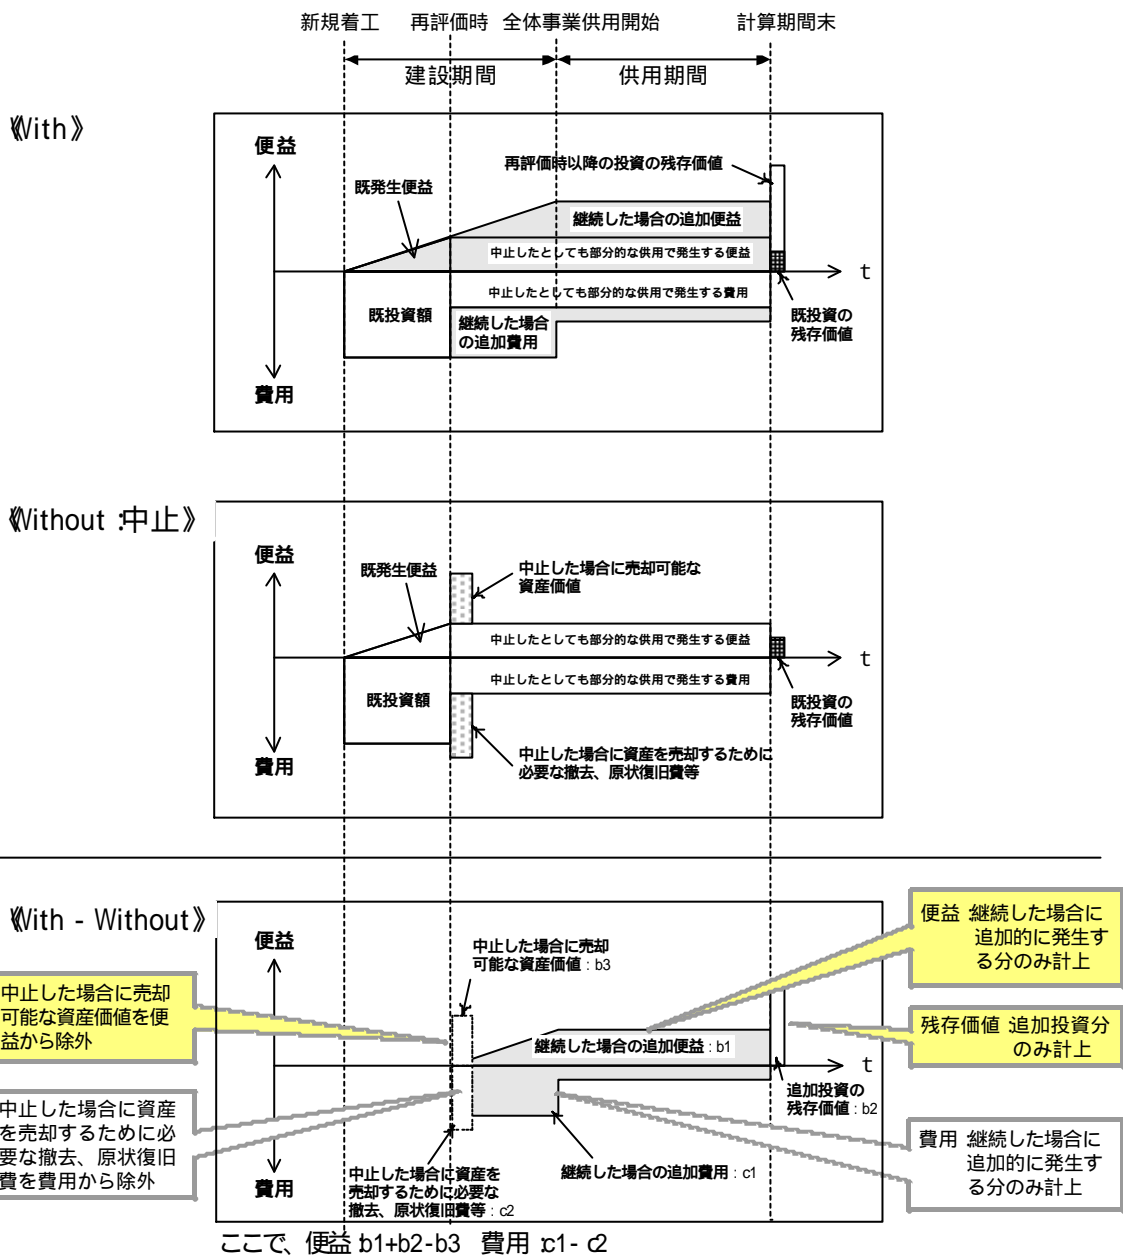 新規着工 再評価時 全体事業供用開始 計算期間末
建設期間 供用期間
《With》
便益
再評価時以降の投資の残存価値
既発生便益
継続した場合の追加便益
中止したとしても部分的な供用で発生する便益
t
中止したとしても部分的な供用で発生する費用
既投資額
継続した場合
の追加費用
既投資の
残存価値
費用
《Without：中止》
便益
既発生便益
中止した場合に売却可能な
資産価値
中止したとしても部分的な供用で発生する便益
t
中止したとしても部分的な供用で発生する費用
既投資額
既投資の
残存価値
中止した場合に資産を売却するために
必要な撤去、原状復旧費等
費用
《With - Without》
便益
中止した場合に売却
可能な資産価値：b3
便益：継続した場合に
追加的に発生す
る分のみ計上
中止した場合に売却
可能な資産価値を便
益から除外
残存価値：追加投資分
のみ計上
継続した場合の追加便益：b1
t
追加投資の
残存価値：b2
中止した場合に資産
を売却するために必
要な撤去、原状復旧
費を費用から除外
費用：継続した場合に
追加的に発生す
る分のみ計上
中止した場合に資産を
売却するために必要な
撤去、原状復旧費等：c2
継続した場合の追加費用：c1
費用
ここで、便益：b1+b2-b3 費用：c1- c2